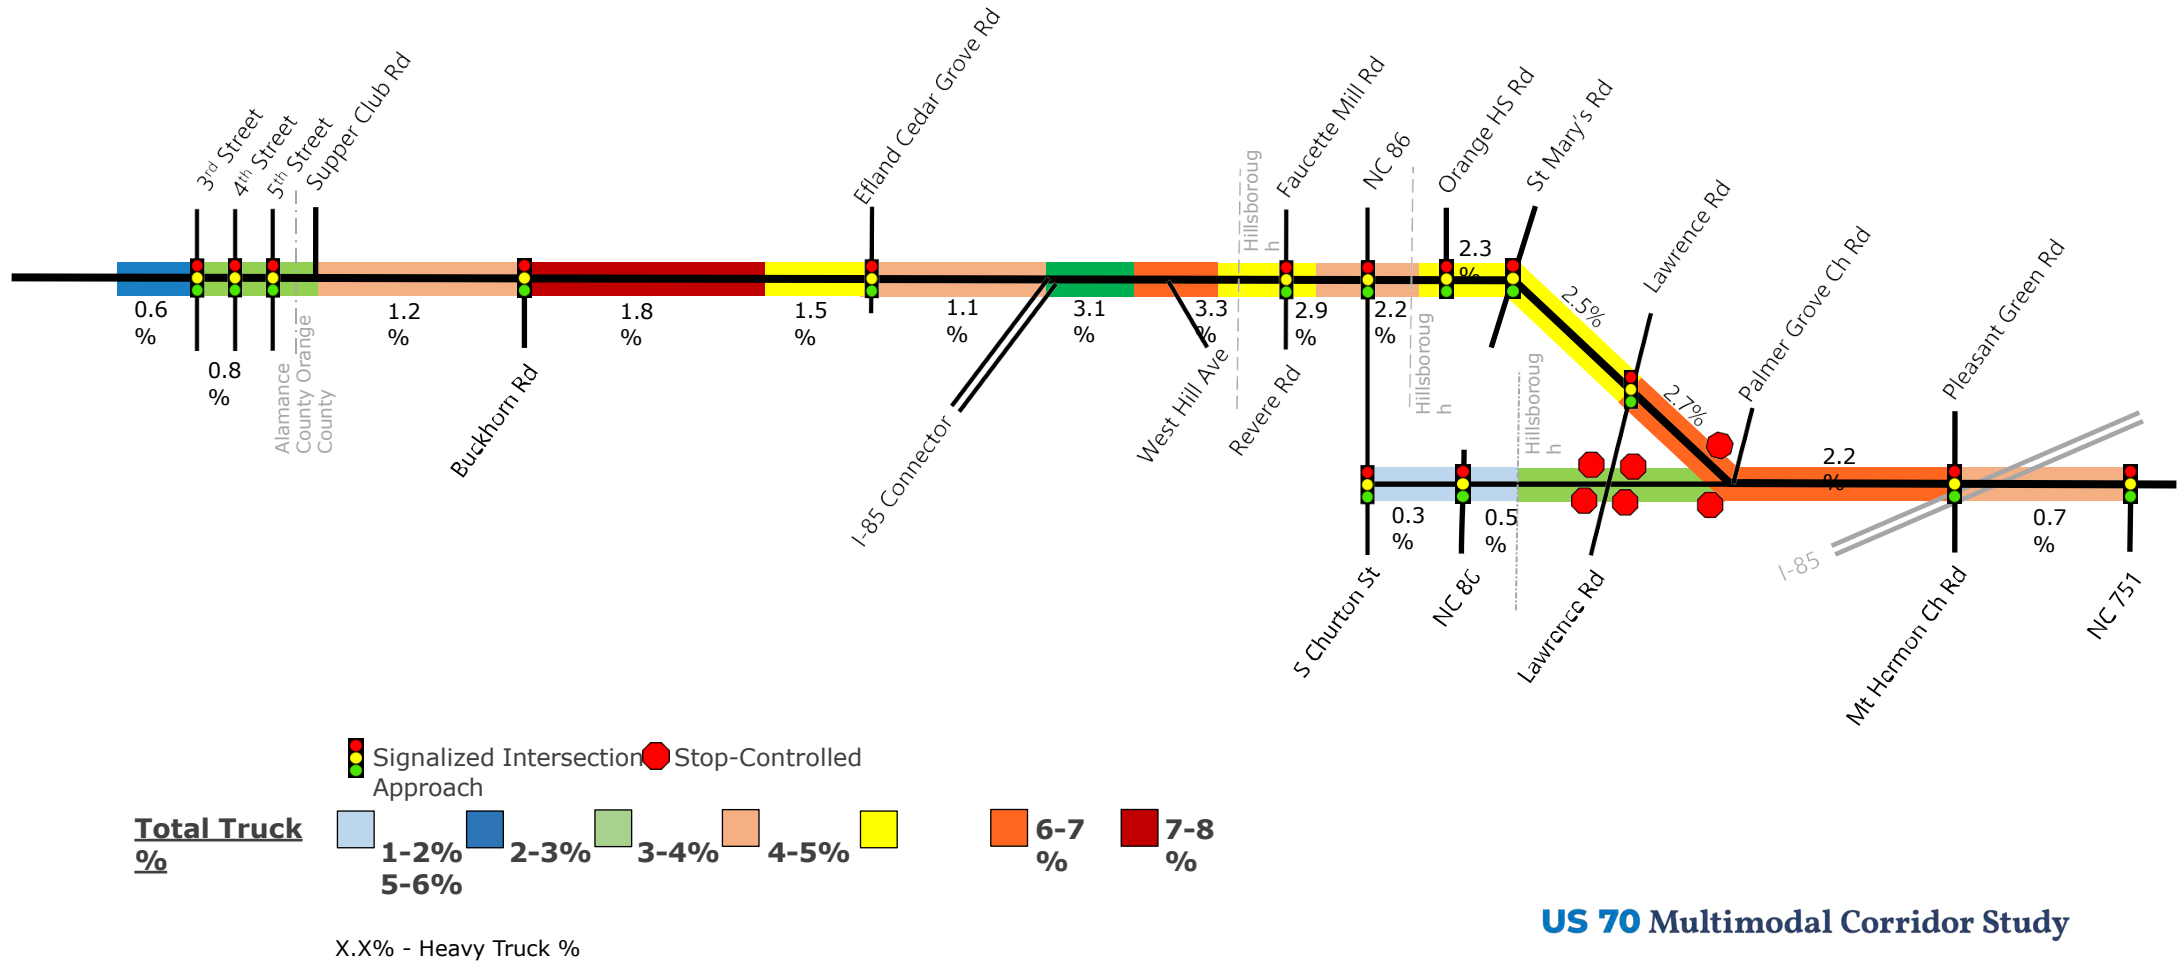 3rd Street
4th Street
5th Street
Supper Club Rd
Efland Cedar Grove Rd
Faucette Mill Rd
NC 86
Orange HS Rd
St Mary's Rd
Lawrence Rd
Palmer Grove Ch Rd
Pleasant Green Rd
Hillsboroug
h
2.3
%
0.6
%
0.8
%
1.2
%
1.8
%
1.5
%
1.1
%
3.1
%
3.3
%
2.9
%
2.2
%
2.5%
2.7%
Alamance
County Orange
County
Buckhorn Rd
I-85 Connector
West Hill Ave
Revere Rd
Hillsboroug
h
Hillsboroug
h
2.2
%
0.3
%
0.5
%
0.7
%
I-85
S Churton St
NC 86
Lawrence Rd
Mt Hermon Ch Rd
NC 751
Signalized Intersection
Approach
Stop-Controlled
Total Truck
%
1-2%
2-3%
3-4%
4-5%
5-6%
6-7
%
7-8
%
X.X% - Heavy Truck %
US 70 Multimodal Corridor Study